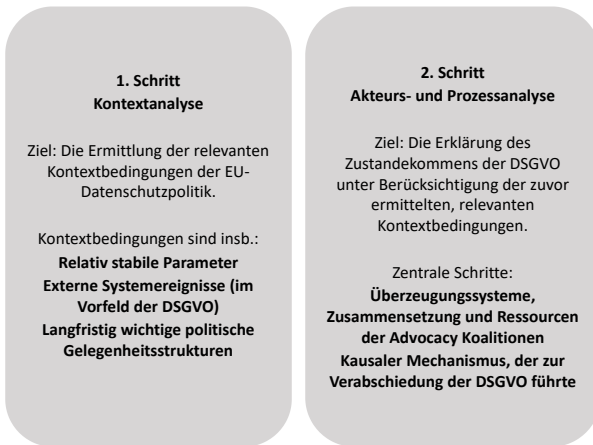 1. Schritt
Kontextanalyse
Ziel: Die Ermittlung der relevanten
Kontextbedingungen der EU-
Datenschutzpolitik.
Kontextbedingungen sind insb.:
Relativ stabile Parameter
Externe Systemereignisse (im
Vorfeld der DSGVO)
Langfristig wichtige politische
Gelegenheitsstrukturen
2. Schritt
Akteurs- und Prozessanalyse
Ziel: Die Erklärung des
Zustandekommens der DSGVO
unter Berücksichtigung der zuvor
ermittelten, relevanten
Kontextbedingungen.
Zentrale Schritte:
Überzeugungssysteme,
Zusammensetzung und Ressourcen
der Advocacy Koalitionen
Kausaler Mechanismus, der zur
Verabschiedung der DSGVO führte